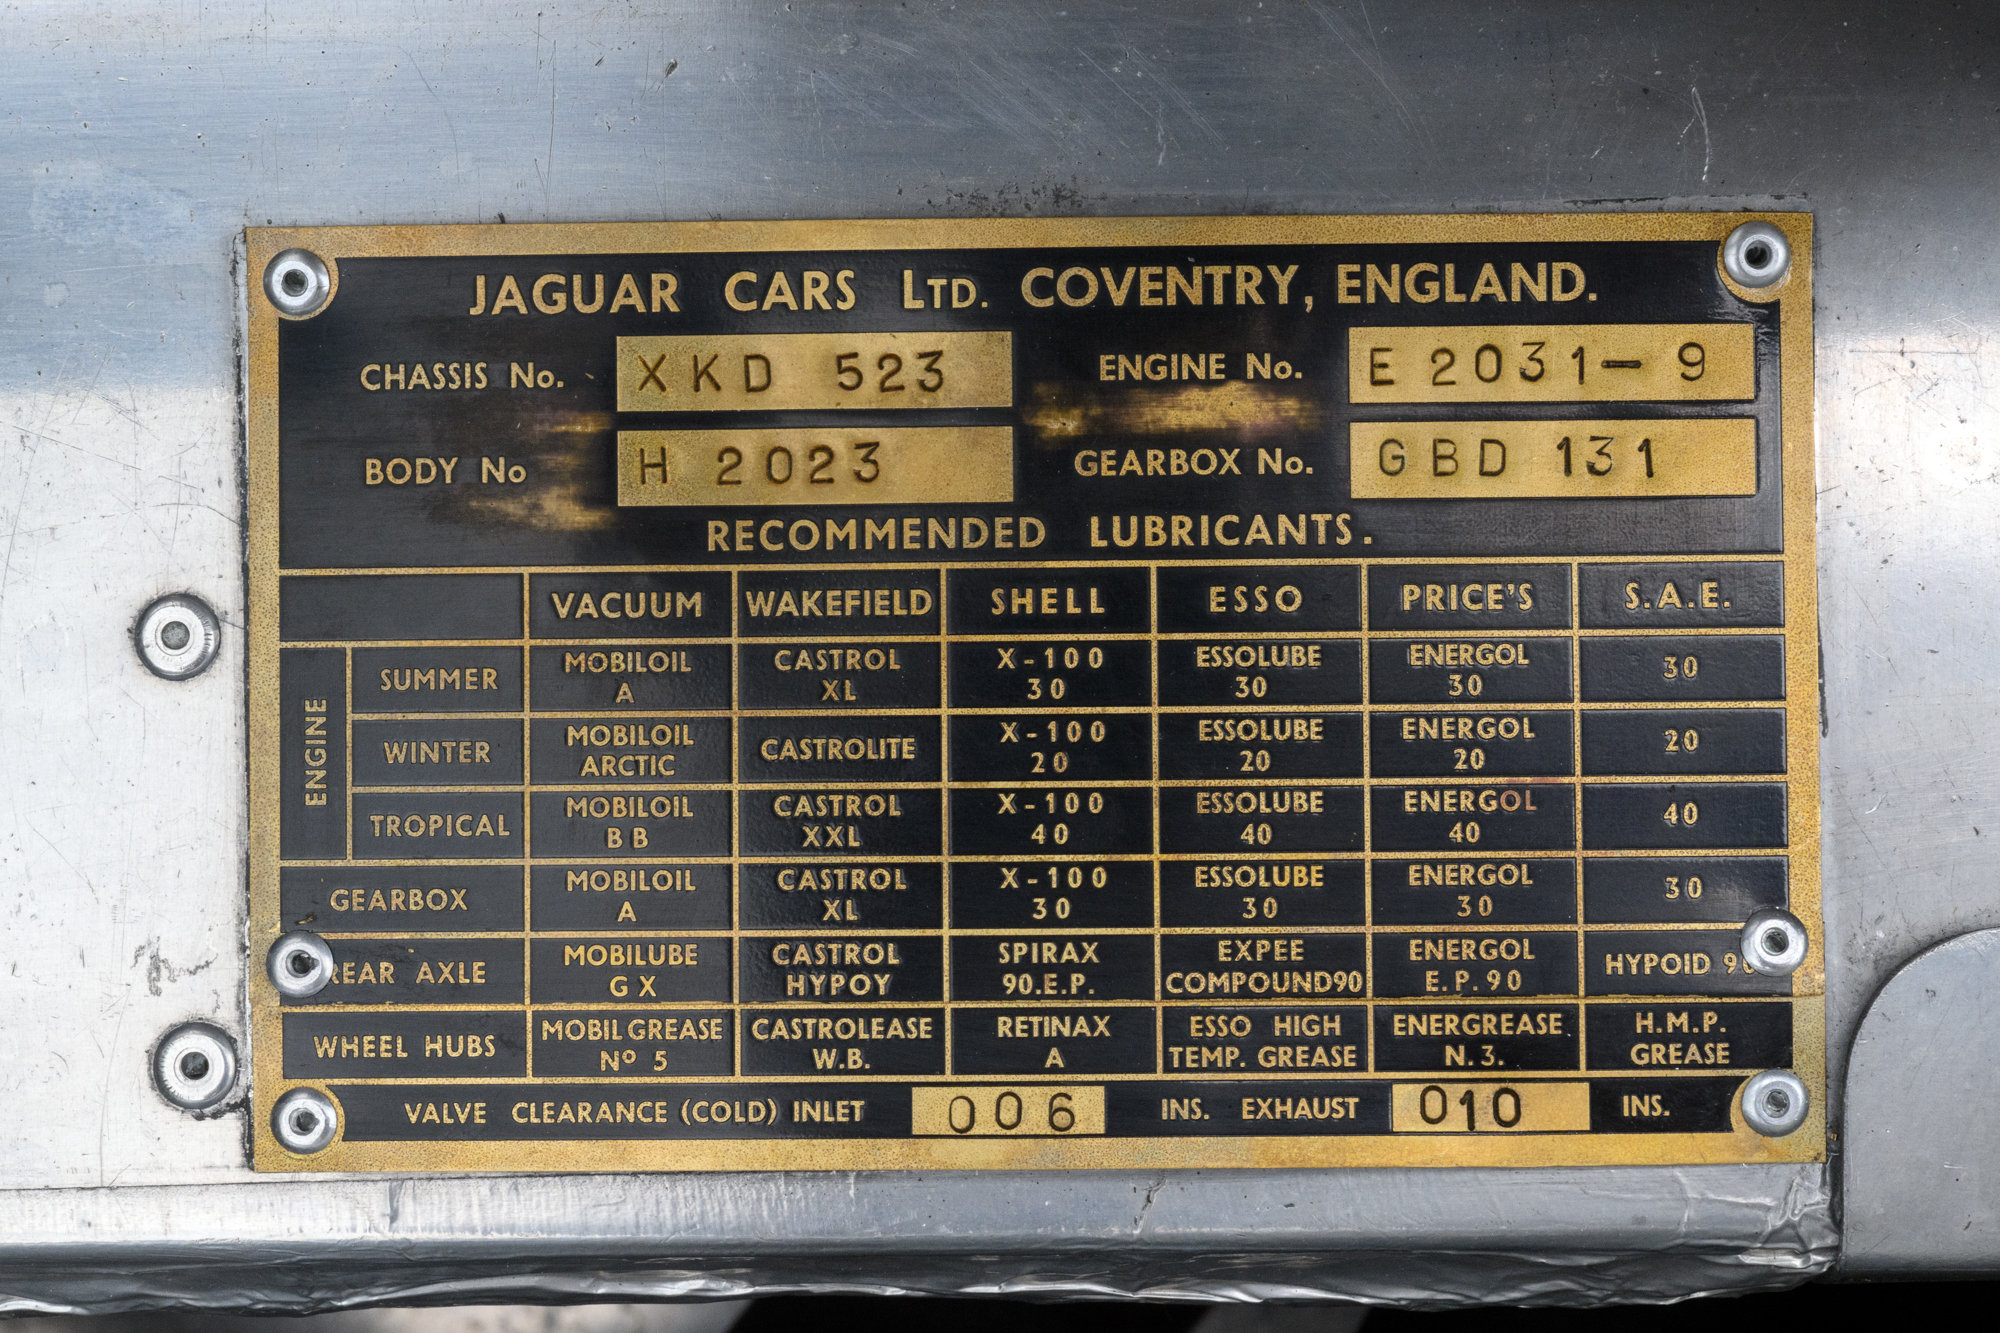 JAGUAR CARS LTD. COVENTRY, ENGLAND.
CHASSIS No. XKD 523 ENGINE No. E 2031-9
BODY No H 2023 GEARBOX No. GBD 131
RECOMMENDED LUBRICANTS.
VACUUM WAKEFIELD SHELL ESSO PRICE'S S.A.E.
ENGINE
SUMMER MOBILOIL A CASTROL XL X-100 30 ESSOLUBE 30 ENERGOL 30 30
WINTER MOBILOIL ARCTIC CASTROLITE X-100 20 ESSOLUBE 20 ENERGOL 20 20
TROPICAL MOBILOIL BB CASTROL XXL X-100 40 ESSOLUBE 40 ENERGOL 40 40
GEARBOX MOBILOIL A CASTROL XL X-100 30 ESSOLUBE 30 ENERGOL 30 30
REAR AXLE MOBILUBE GX CASTROL HYPOY SPIRAX 90.E.P. EXPEE COMPOUND90 ENERGOL E.P.90 HYPOID 90
WHEEL HUBS MOBILGREASE Nº 5 CASTROLEASE W.B. RETINAX A ESSO HIGH TEMP. GREASE ENERGREASE N.3. H.M.P. GREASE
VALVE CLEARANCE (COLD) INLET 006 INS. EXHAUST 010 INS.